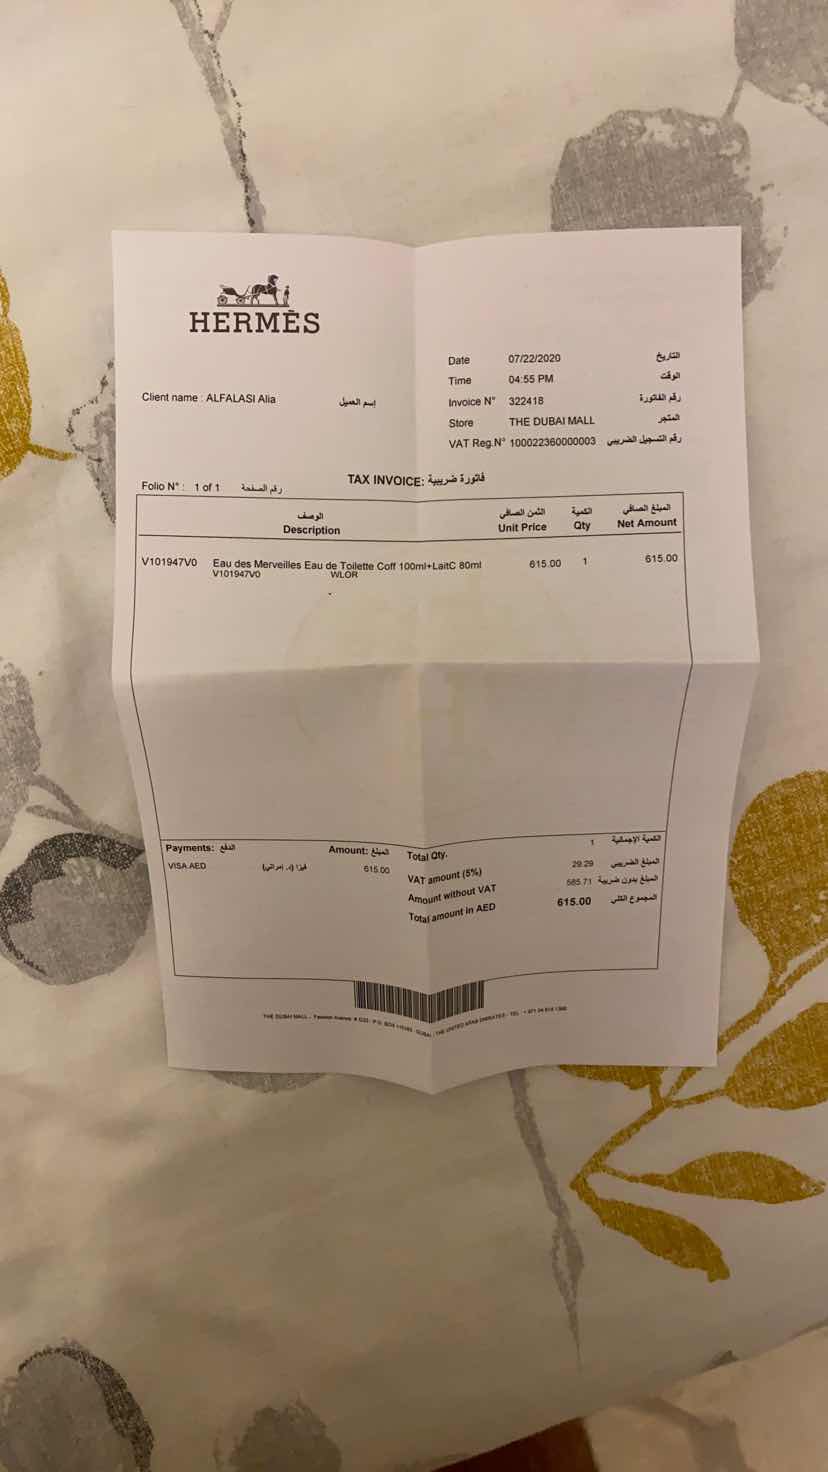 HERMÈS
Date 07/22/2020 التاريخ
Time 04:55 PM الوقت
Client name : ALFALASI Alia إسم العميل
Invoice N° 322418 رقم الفاتورة
Store THE DUBAI MALL المتجر
VAT Reg.N° 100022360000003 رقم التسجيل الضريبي
Folio N° : 1 of 1 رقم الصفحة
TAX INVOICE: فاتورة ضريبية
الوصف الثمن الصافي الكمية المبلغ الصافي
Description Unit Price Qty Net Amount
V101947V0 Eau des Merveilles Eau de Toilette Coff 100ml+LaitC 80ml 615.00 1 615.00
V101947V0 WLOR
Payments: الدفع Amount: المبلغ Total Qty. 1 الكمية الإجمالية
VISA AED فيزا (د. إمراتي) 615.00
VAT amount (5%) 29.29 المبلغ الضريبي
Amount without VAT 585.71 المبلغ بدون ضريبة
Total amount in AED 615.00 المجموع الكلي
THE DUBAI MALL - Fashion Avenue # DUBAI - THE UNITED ARAB EMIRATES - TEL